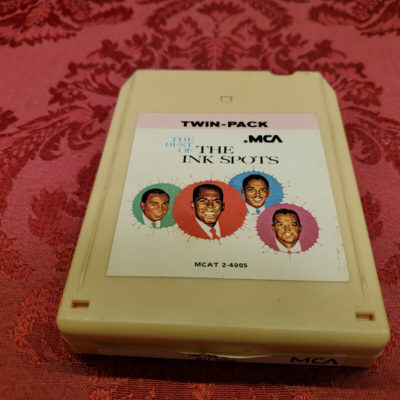 TWIN-PACK
.MCA
THE
BEST
OF
THE
INK SPOTS
MCAT 2-4005
MCA